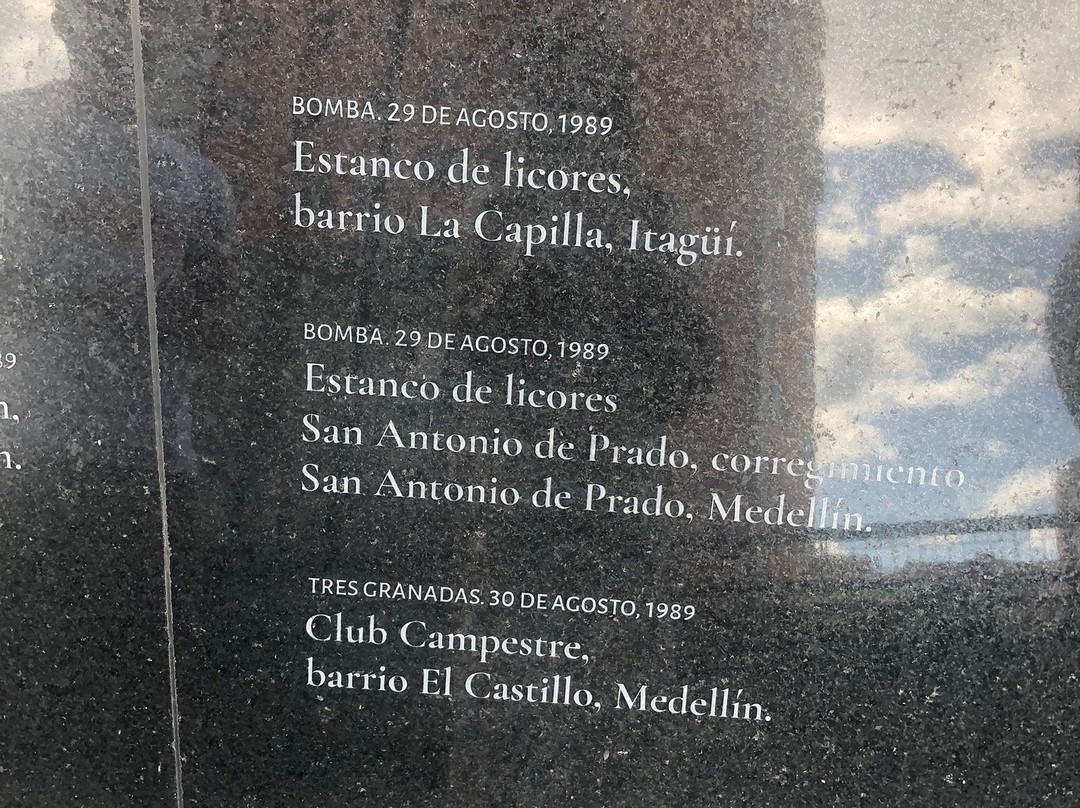 BOMBA. 29 DE AGOSTO, 1989
Estanco de licores,
barrio La Capilla, Itagüí.
BOMBA. 29 DE AGOSTO, 1989
Estanco de licores
San Antonio de Prado, corregimiento
San Antonio de Prado, Medellín.
TRES GRANADAS. 30 DE AGOSTO, 1989
Club Campestre,
barrio El Castillo, Medellín.